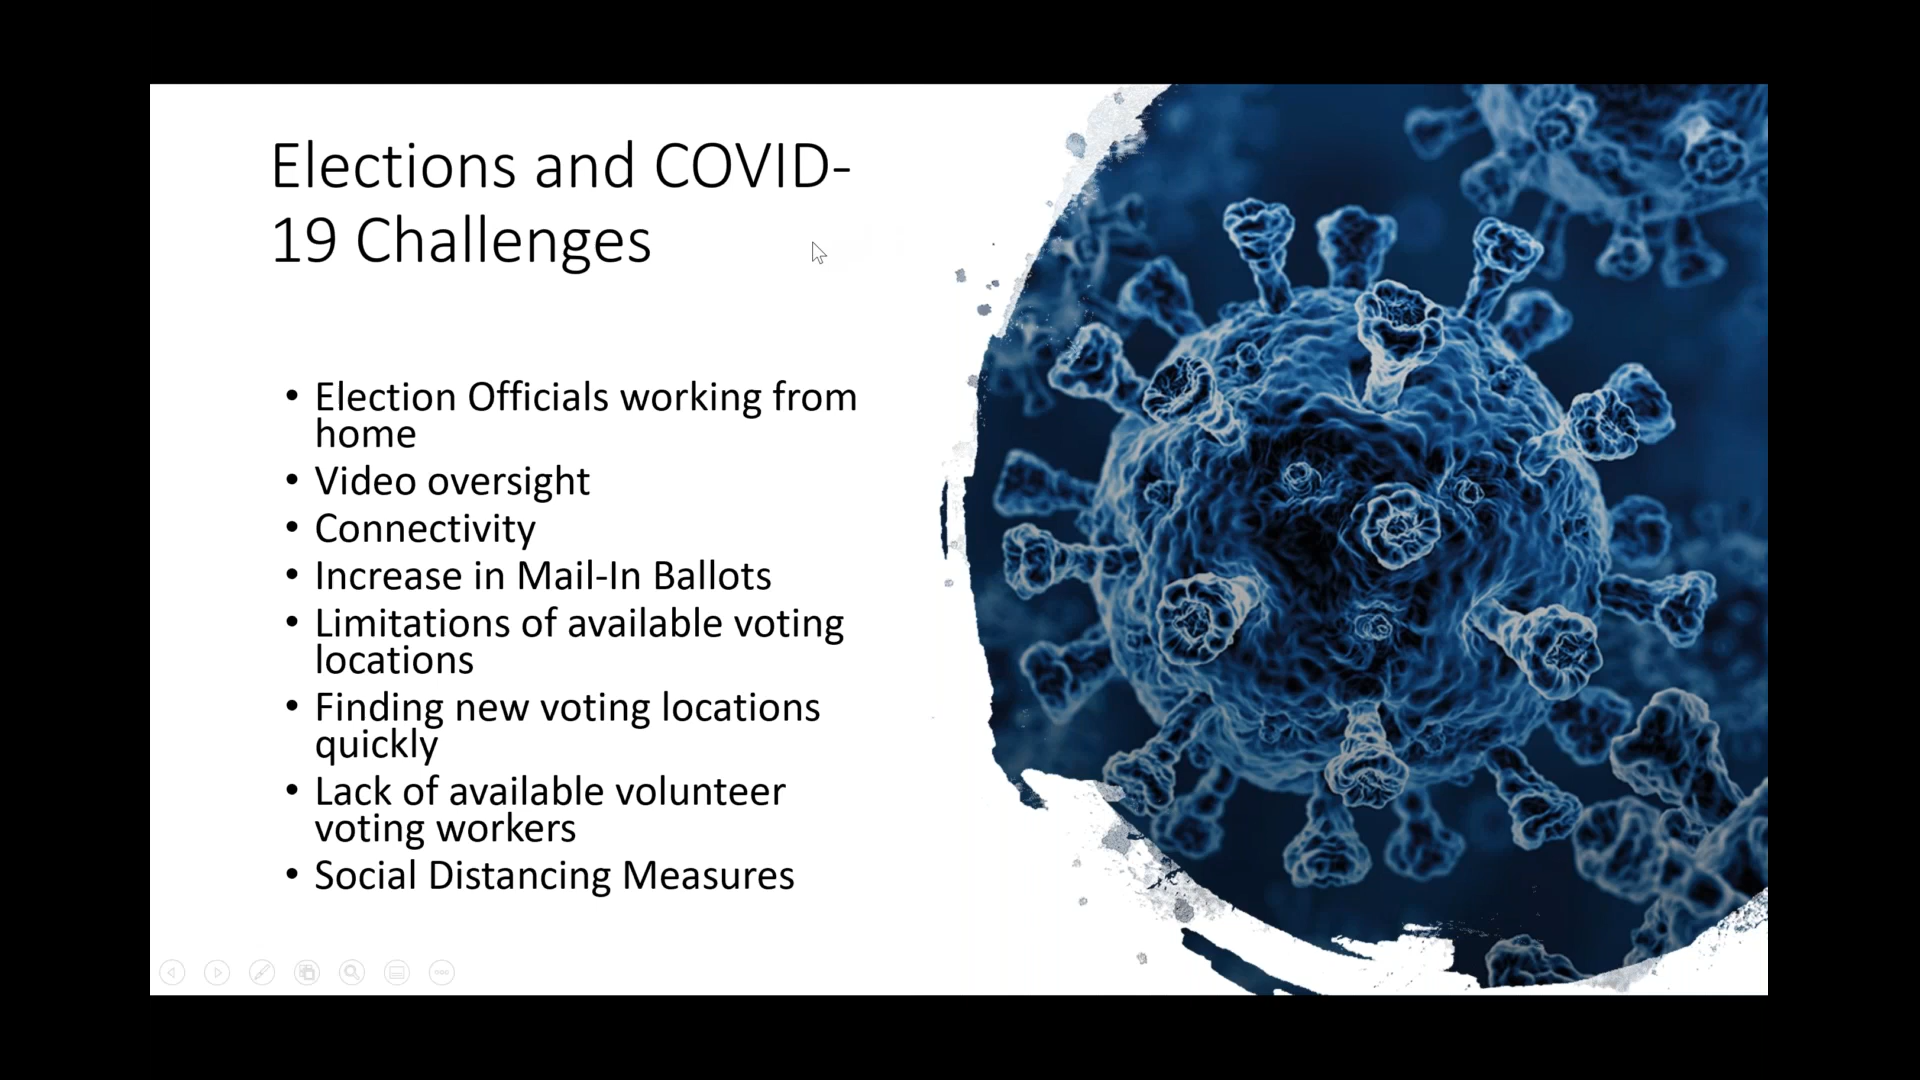 Elections and COVID-
19 Challenges
• Election Officials working from
home
• Video oversight
• Connectivity
• Increase in Mail-In Ballots
• Limitations of available voting
locations
• Finding new voting locations
quickly
• Lack of available volunteer
voting workers
• Social Distancing Measures